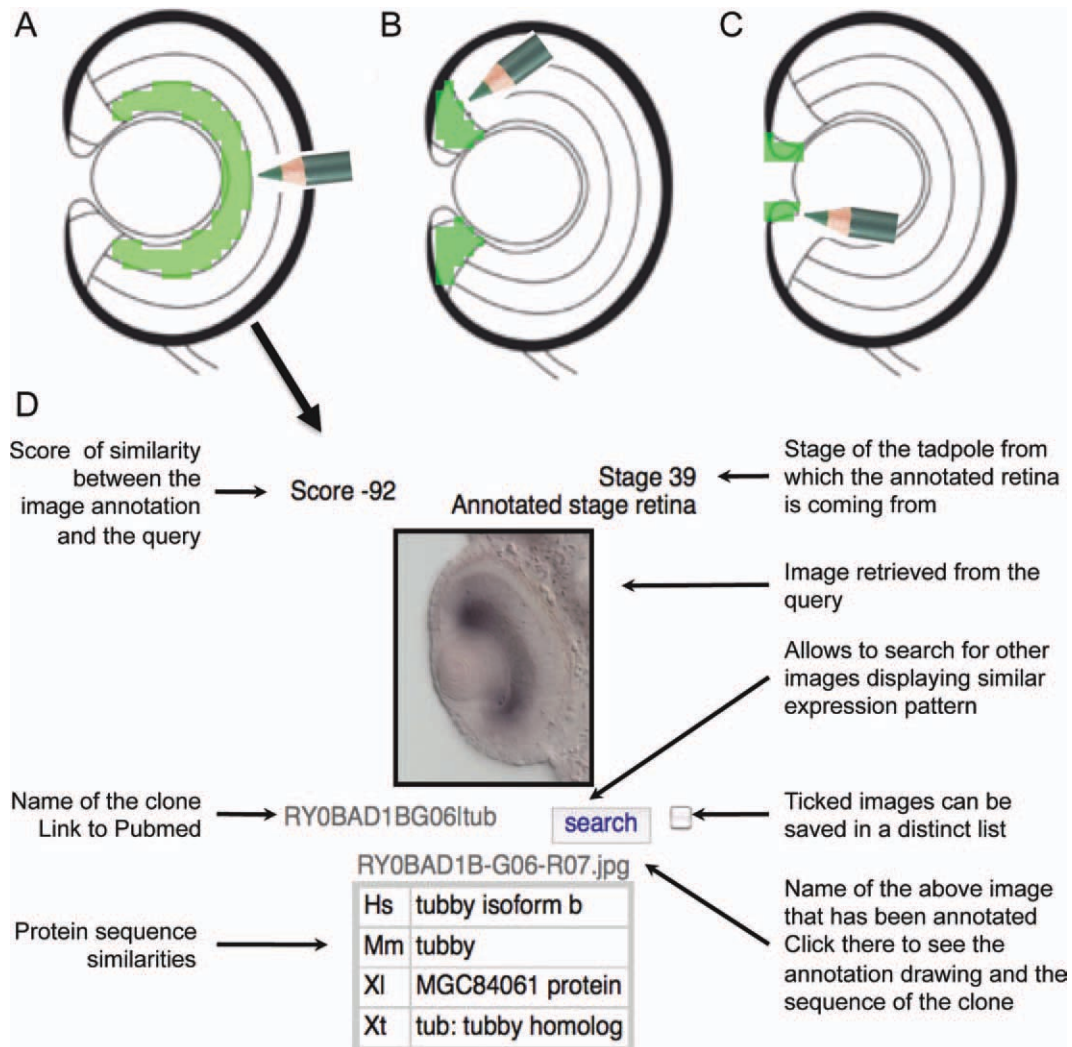 A
B
C
D
Score of similarity
between the
image annotation
and the query
Score -92
Stage 39
Annotated stage retina
Stage of the tadpole from
which the annotated retina
is coming from
Image retrieved from the
query
Allows to search for other
images displaying similar
expression pattern
Name of the clone
Link to Pubmed
RY0BAD1BG06ltub
search
Ticked images can be
saved in a distinct list
RY0BAD1B-G06-R07.jpg
Name of the above image
that has been annotated
Click there to see the
annotation drawing and the
sequence of the clone
Protein sequence
similarities
Hs tubby isoform b
Mm tubby
Xl MGC84061 protein
Xt tub: tubby homolog